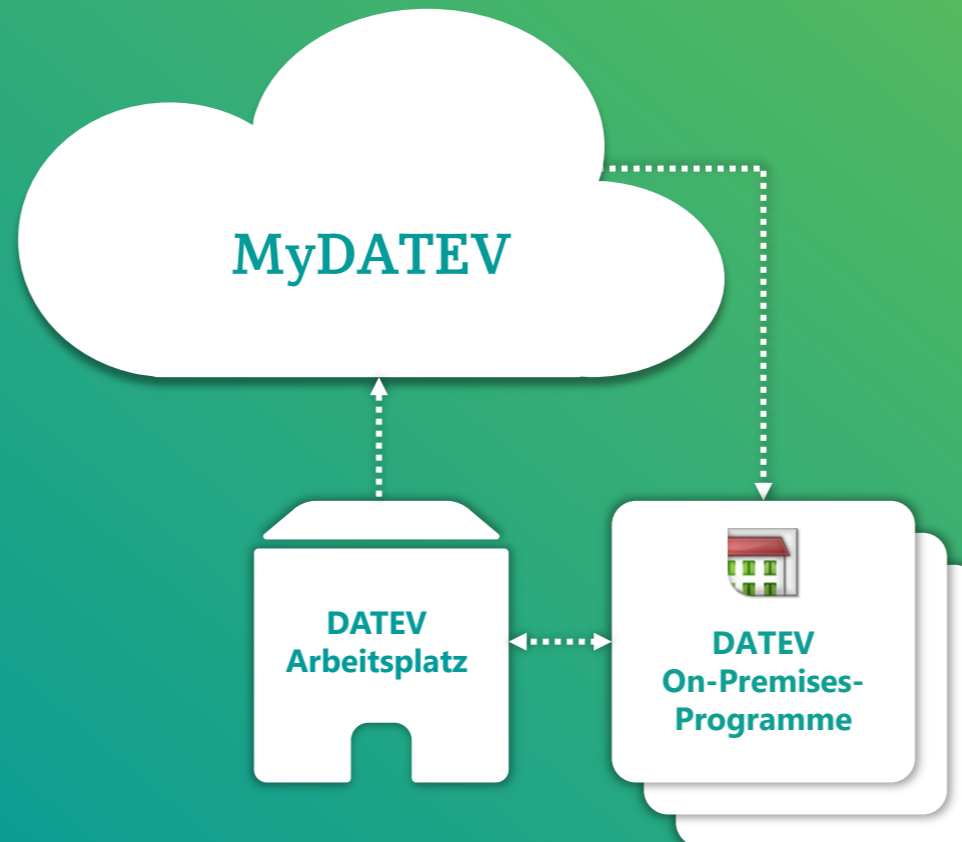 MyDATEV
DATEV
Arbeitsplatz
DATEV
On-Premises-
Programme